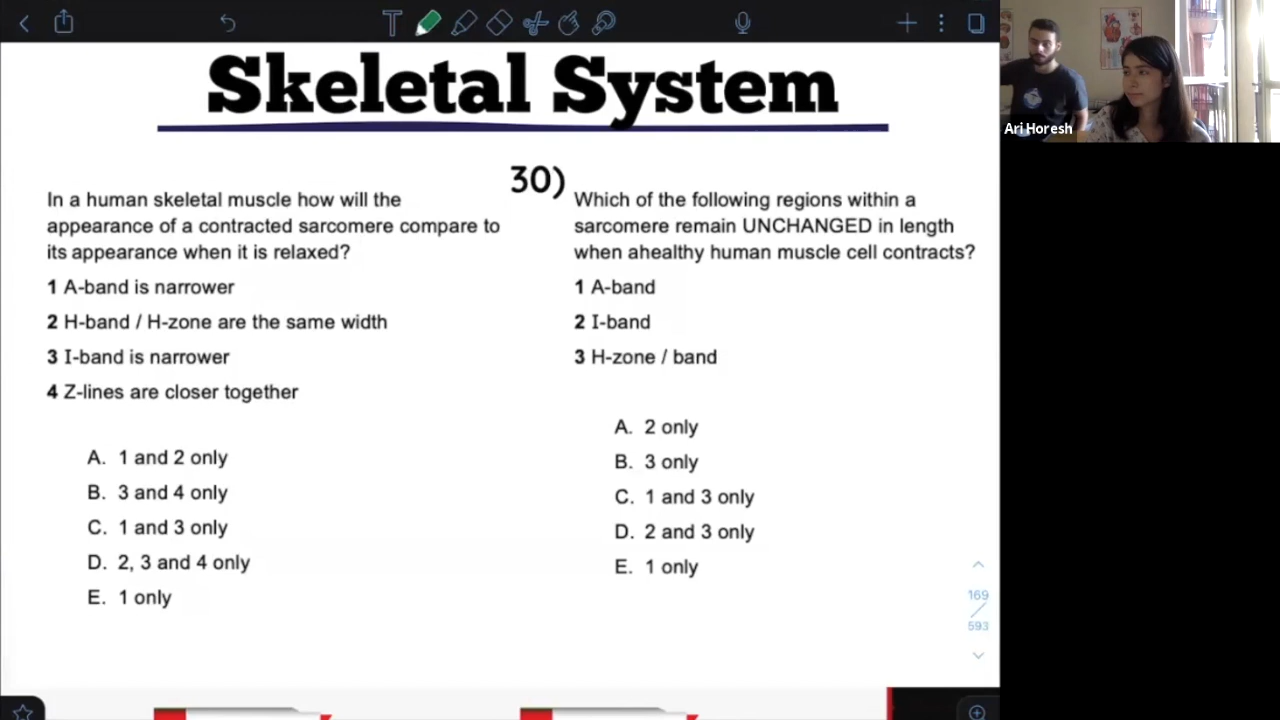 Skeletal System
In a human skeletal muscle how will the
appearance of a contracted sarcomere compare to
its appearance when it is relaxed?
1 A-band is narrower
2 H-band / H-zone are the same width
3 I-band is narrower
4 Z-lines are closer together
A. 1 and 2 only
B. 3 and 4 only
C. 1 and 3 only
D. 2, 3 and 4 only
E. 1 only
30)
Which of the following regions within a
sarcomere remain UNCHANGED in length
when ahealthy human muscle cell contracts?
1 A-band
2 I-band
3 H-zone / band
A. 2 only
B. 3 only
C. 1 and 3 only
D. 2 and 3 only
E. 1 only
169
593
Ari Horesh